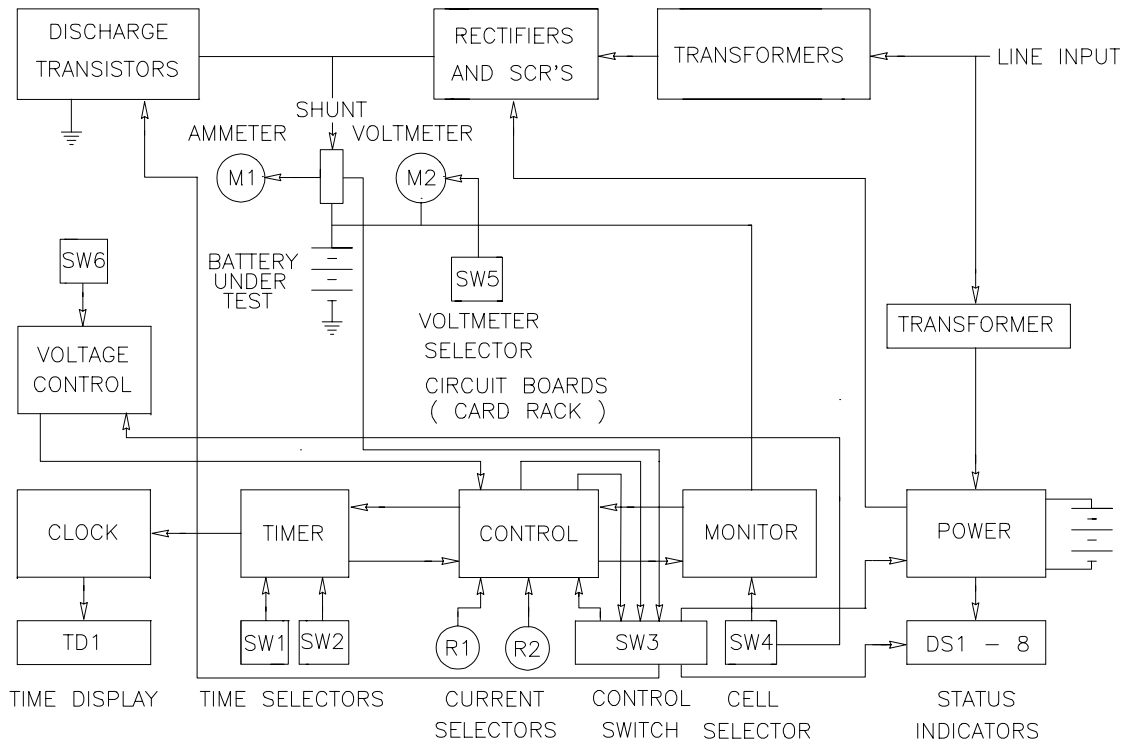 DISCHARGE
TRANSISTORS
RECTIFIERS
AND SCR'S
TRANSFORMERS
LINE INPUT
SHUNT
AMMETER
VOLTMETER
M1
M2
SW6
BATTERY
UNDER
TEST
SW5
VOLTMETER
SELECTOR
TRANSFORMER
VOLTAGE
CONTROL
CIRCUIT BOARDS
( CARD RACK )
CLOCK
TIMER
CONTROL
MONITOR
POWER
TD1
SW1
SW2
R1
R2
SW3
SW4
DS1 - 8
TIME DISPLAY
TIME SELECTORS
CURRENT
SELECTORS
CONTROL
SWITCH
CELL
SELECTOR
STATUS
INDICATORS